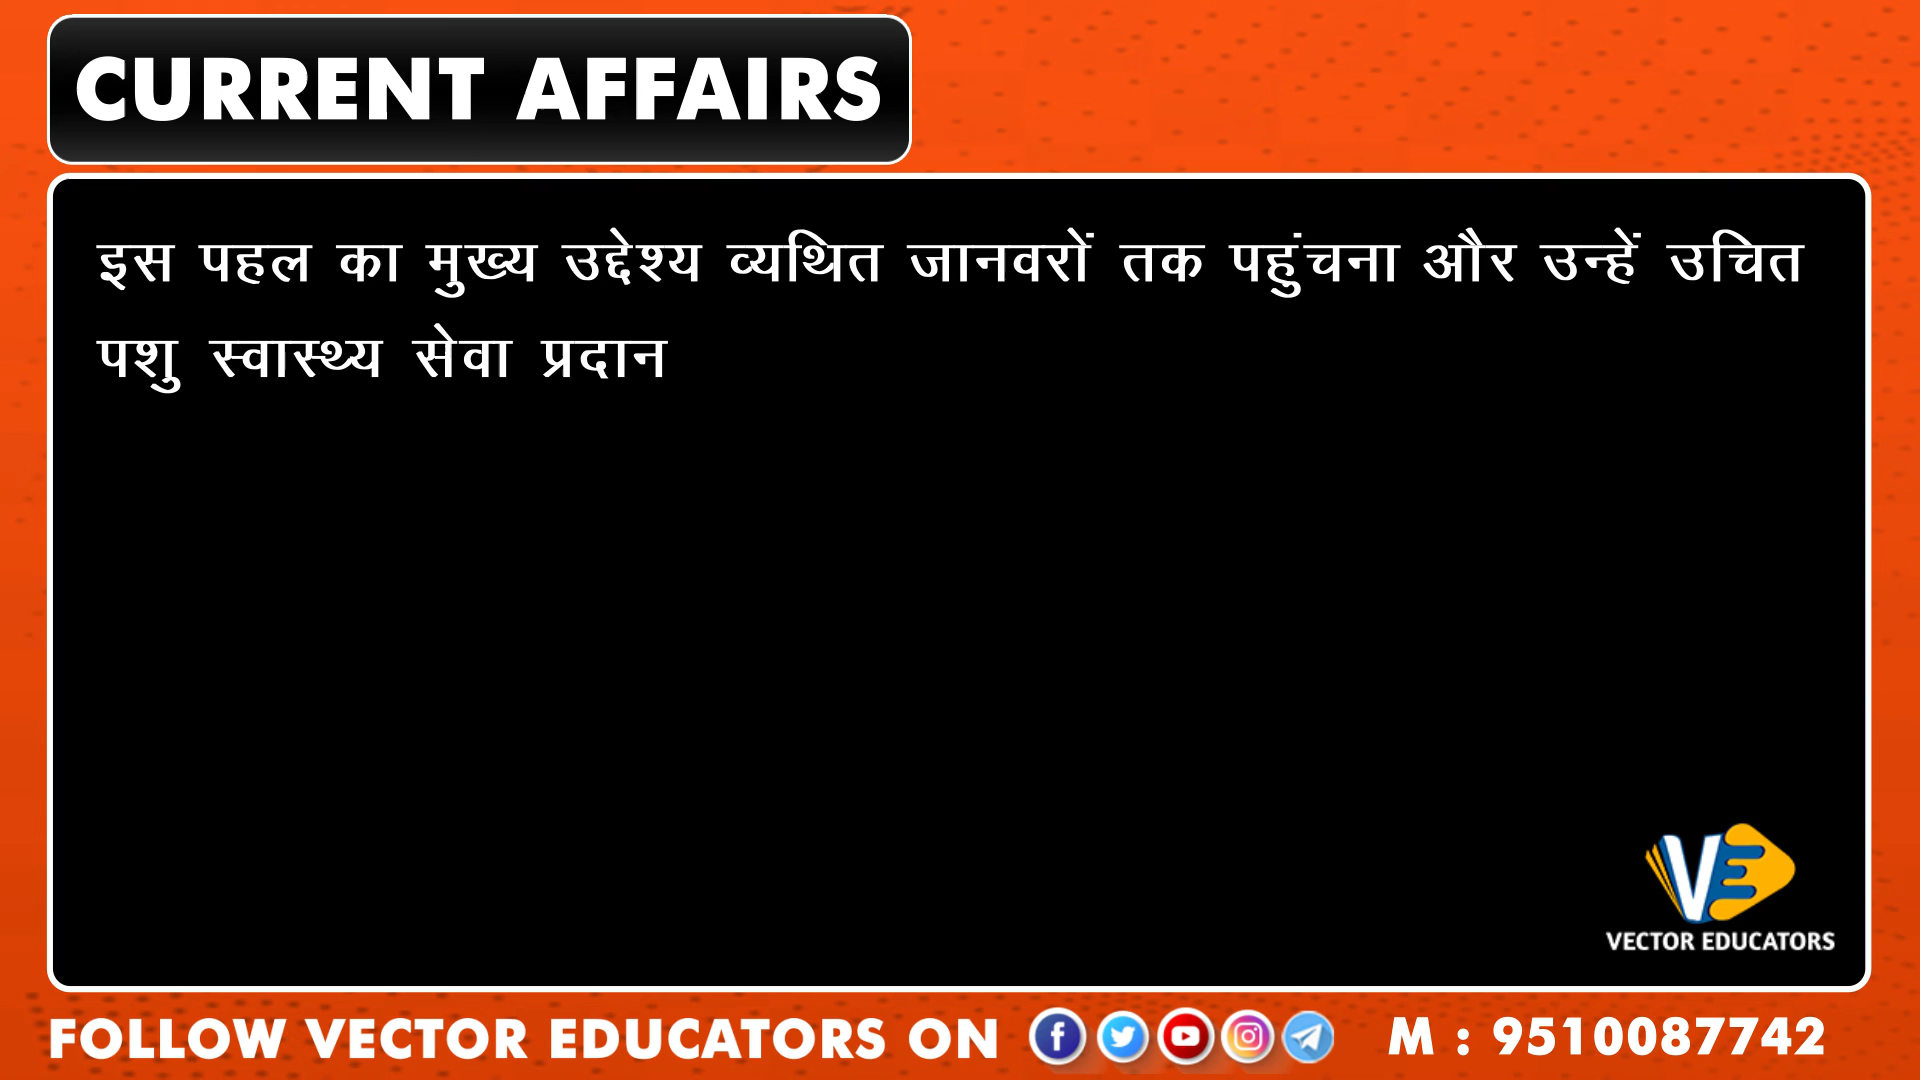 CURRENT AFFAIRS
इस पहल का मुख्य उद्देश्य व्यथित जानवरों तक पहुंचना और उन्हें उचित
पशु स्वास्थ्य सेवा प्रदान
VECTOR EDUCATORS
FOLLOW VECTOR EDUCATORS ON
M : 9510087742